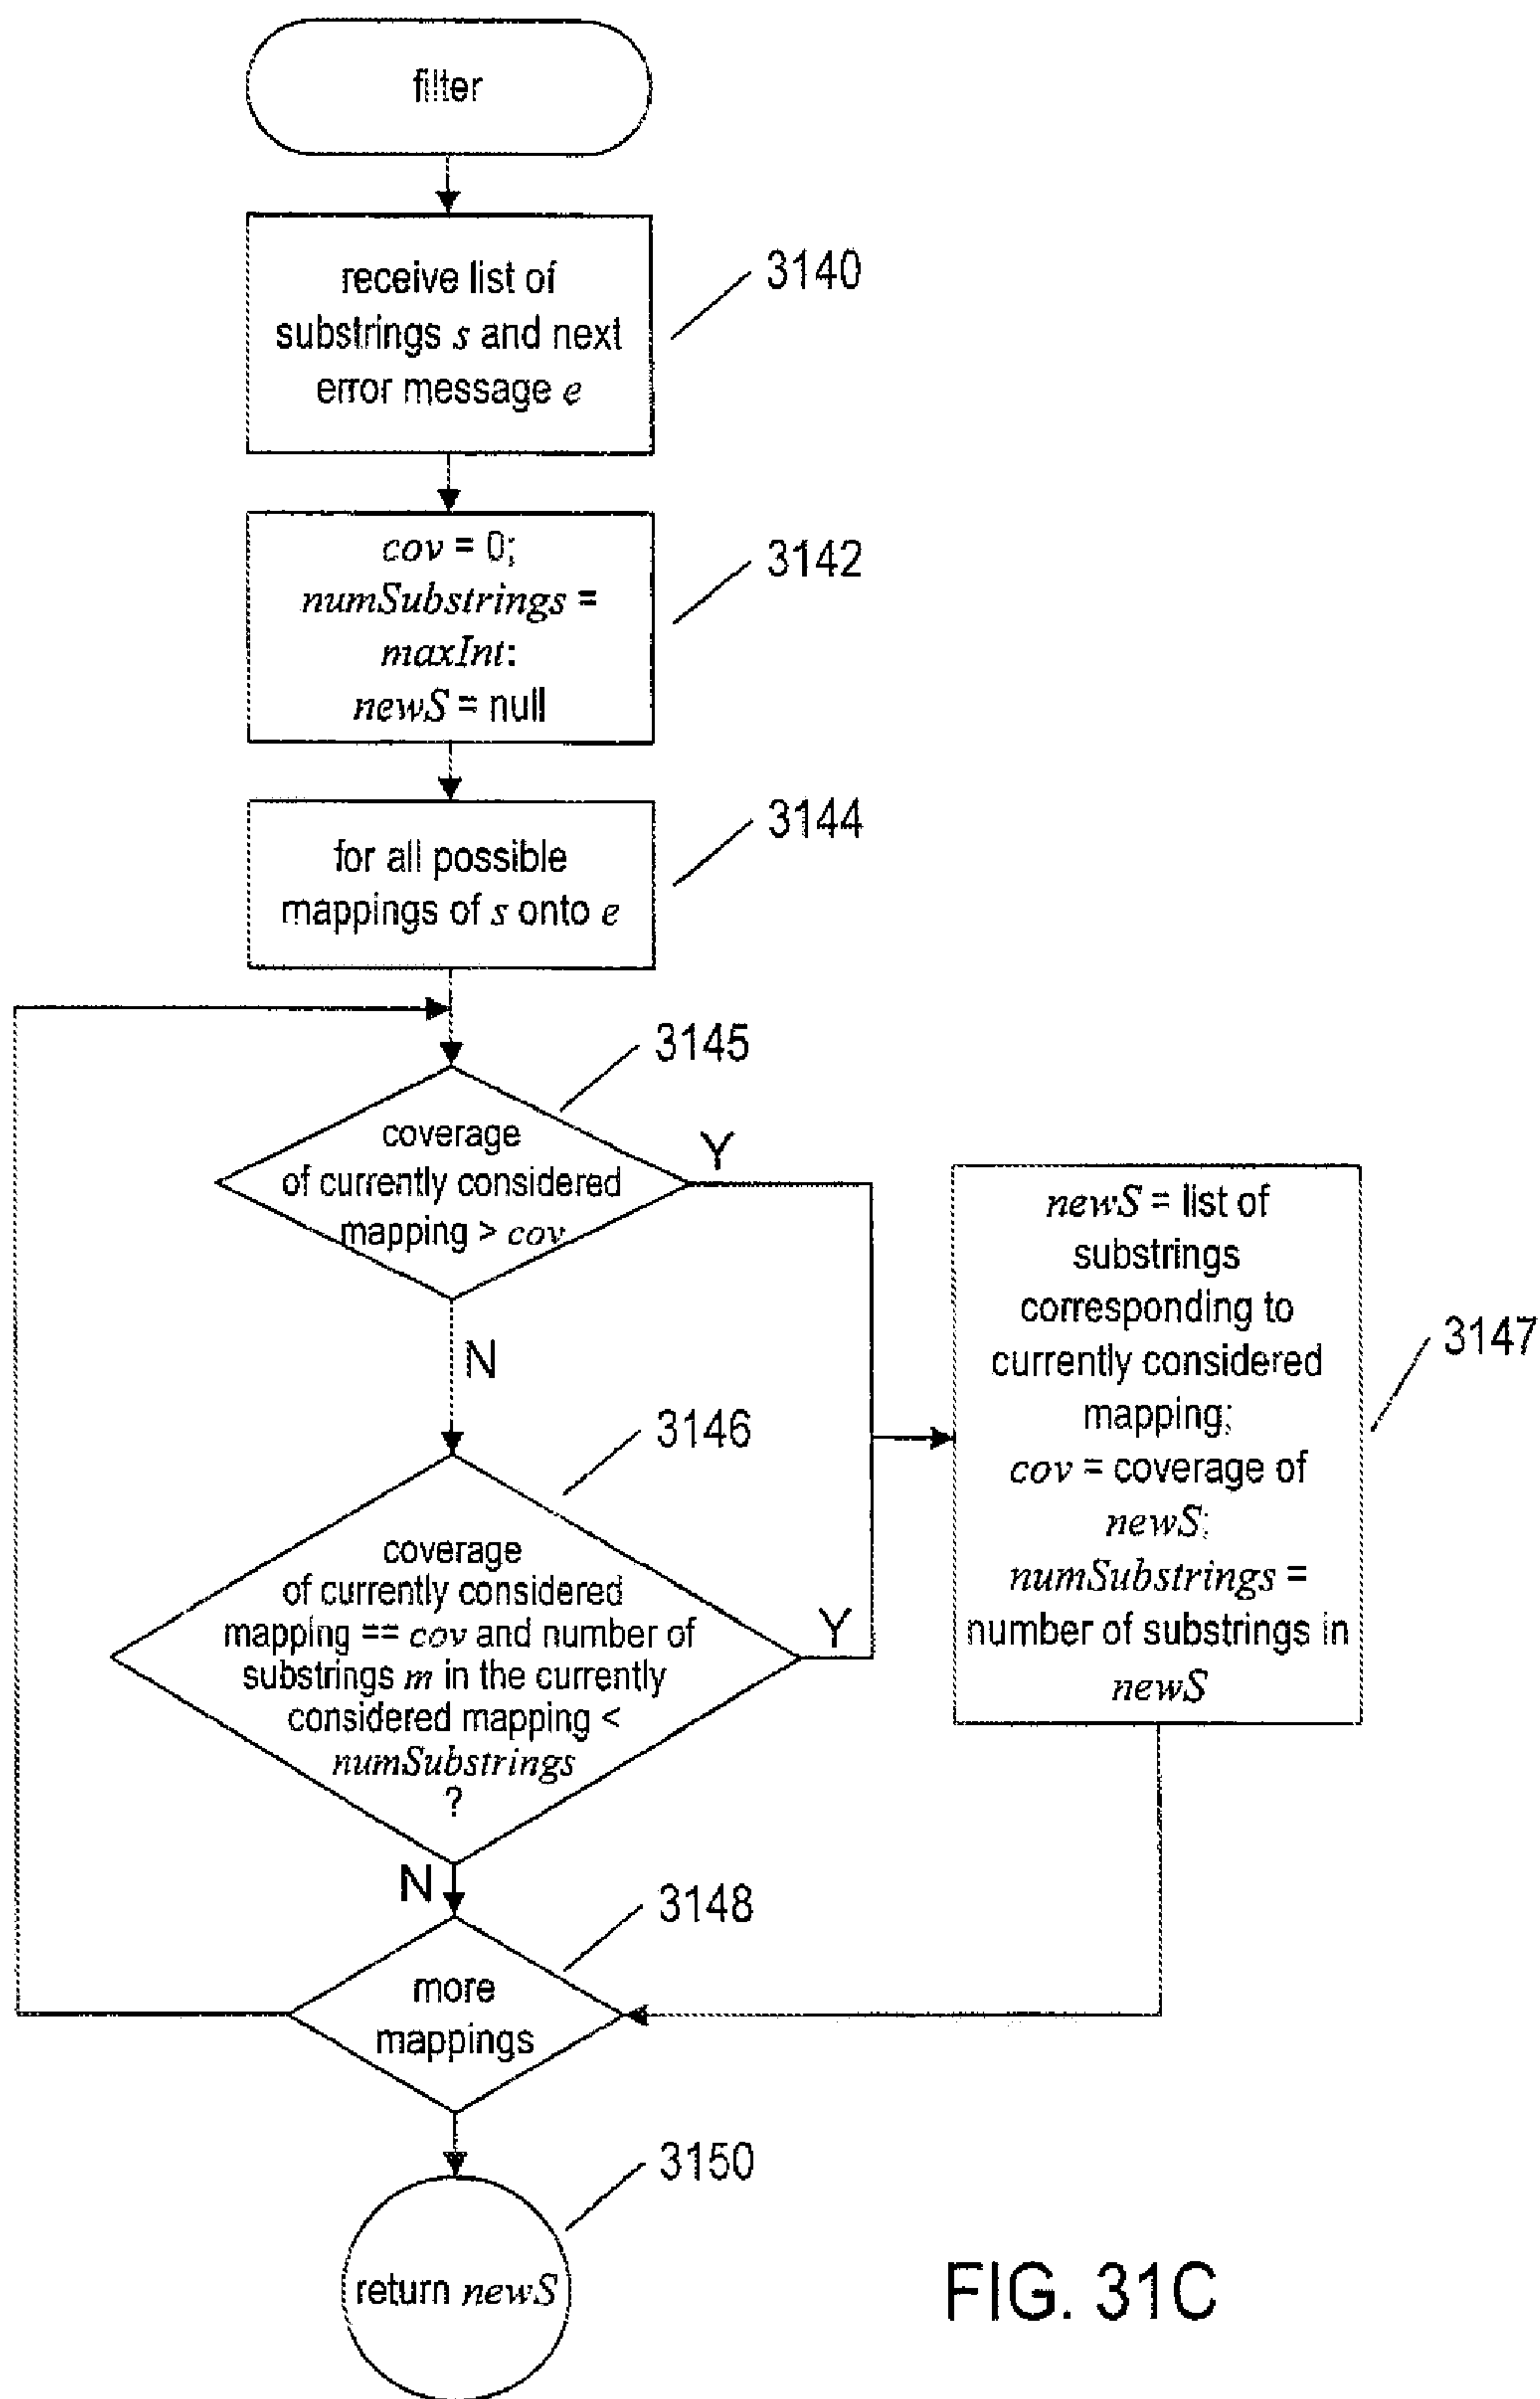 filter
receive list of
substrings s and next
error message e
3140
cov = 0;
numSubstrings =
maxInt:
newS = null
3142
for all possible
mappings of s onto e
3144
3145
coverage
of currently considered
mapping > cov
Y
N
newS = list of
substrings
corresponding to
currently considered
mapping;
cov = coverage of
newS;
numSubstrings =
number of substrings in
newS
3147
3146
coverage
of currently considered
mapping == cov and number of
substrings m in the currently
considered mapping <
numSubstrings
?
Y
N
3148
more
mappings
3150
return newS
FIG. 31C